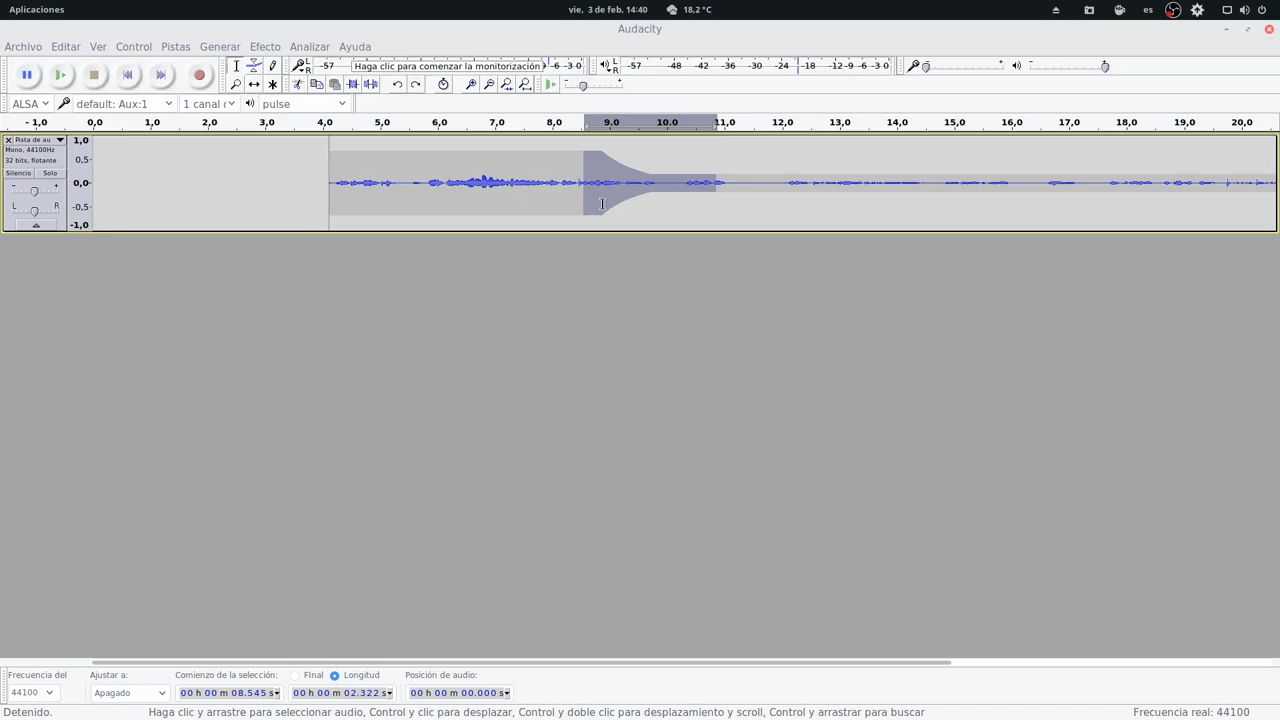 Aplicaciones
vie, 3 de feb, 14:40
18,2 °C
es
Audacity
Archivo Editar Ver Control Pistas Generar Efecto Analizar Ayuda
L R -57 Haga clic para comenzar la monitorización -6 -3 0
L R -57 -48 -42 -36 -30 -24 -18 -12 -9 -6 -3 0
ALSA default: Aux:1 1 canal pulse
- 1,0 0,0 1,0 2,0 3,0 4,0 5,0 6,0 7,0 8,0 9,0 10,0 11,0 12,0 13,0 14,0 15,0 16,0 17,0 18,0 19,0 20,0
Pista de au
Mono, 44100Hz
32 bits, flotante
Silencio Solo
- +
L R
1,0
0,5
0,0
-0,5
-1,0
Frecuencia del Ajustar a: Comienzo de la selección: FInal Longitud Posición de audio:
44100 Apagado 00 h 00 m 08.545 s 00 h 00 m 02.322 s 00 h 00 m 00.000 s
Detenido. Haga clic y arrastre para seleccionar audio, Control y clic para desplazar, Control y doble clic para desplazamiento y scroll, Control y arrastrar para buscar Frecuencia real: 44100